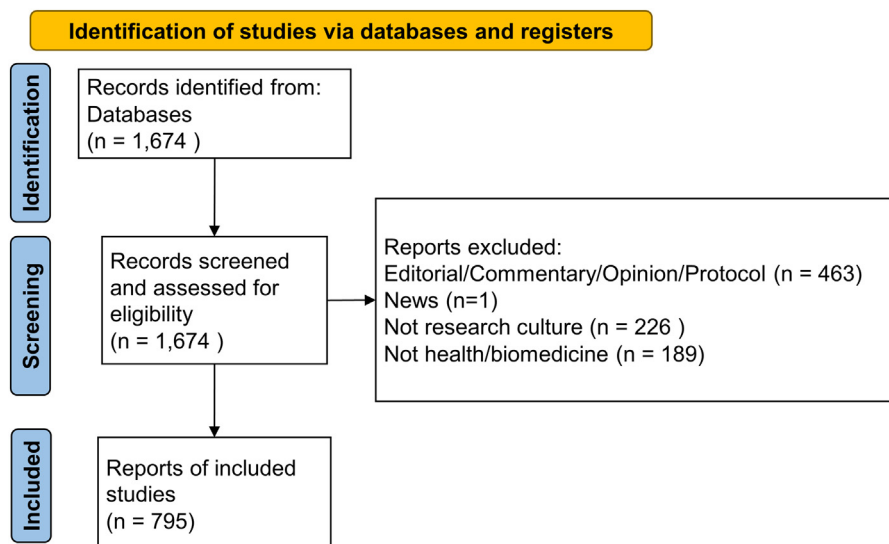 Identification of studies via databases and registers
Identification
Records identified from:
Databases
(n = 1,674 )
Screening
Records screened
and assessed for
eligibility
(n = 1,674 )
Reports excluded:
Editorial/Commentary/Opinion/Protocol (n = 463)
News (n=1)
Not research culture (n = 226 )
Not health/biomedicine (n = 189)
Included
Reports of included
studies
(n = 795)